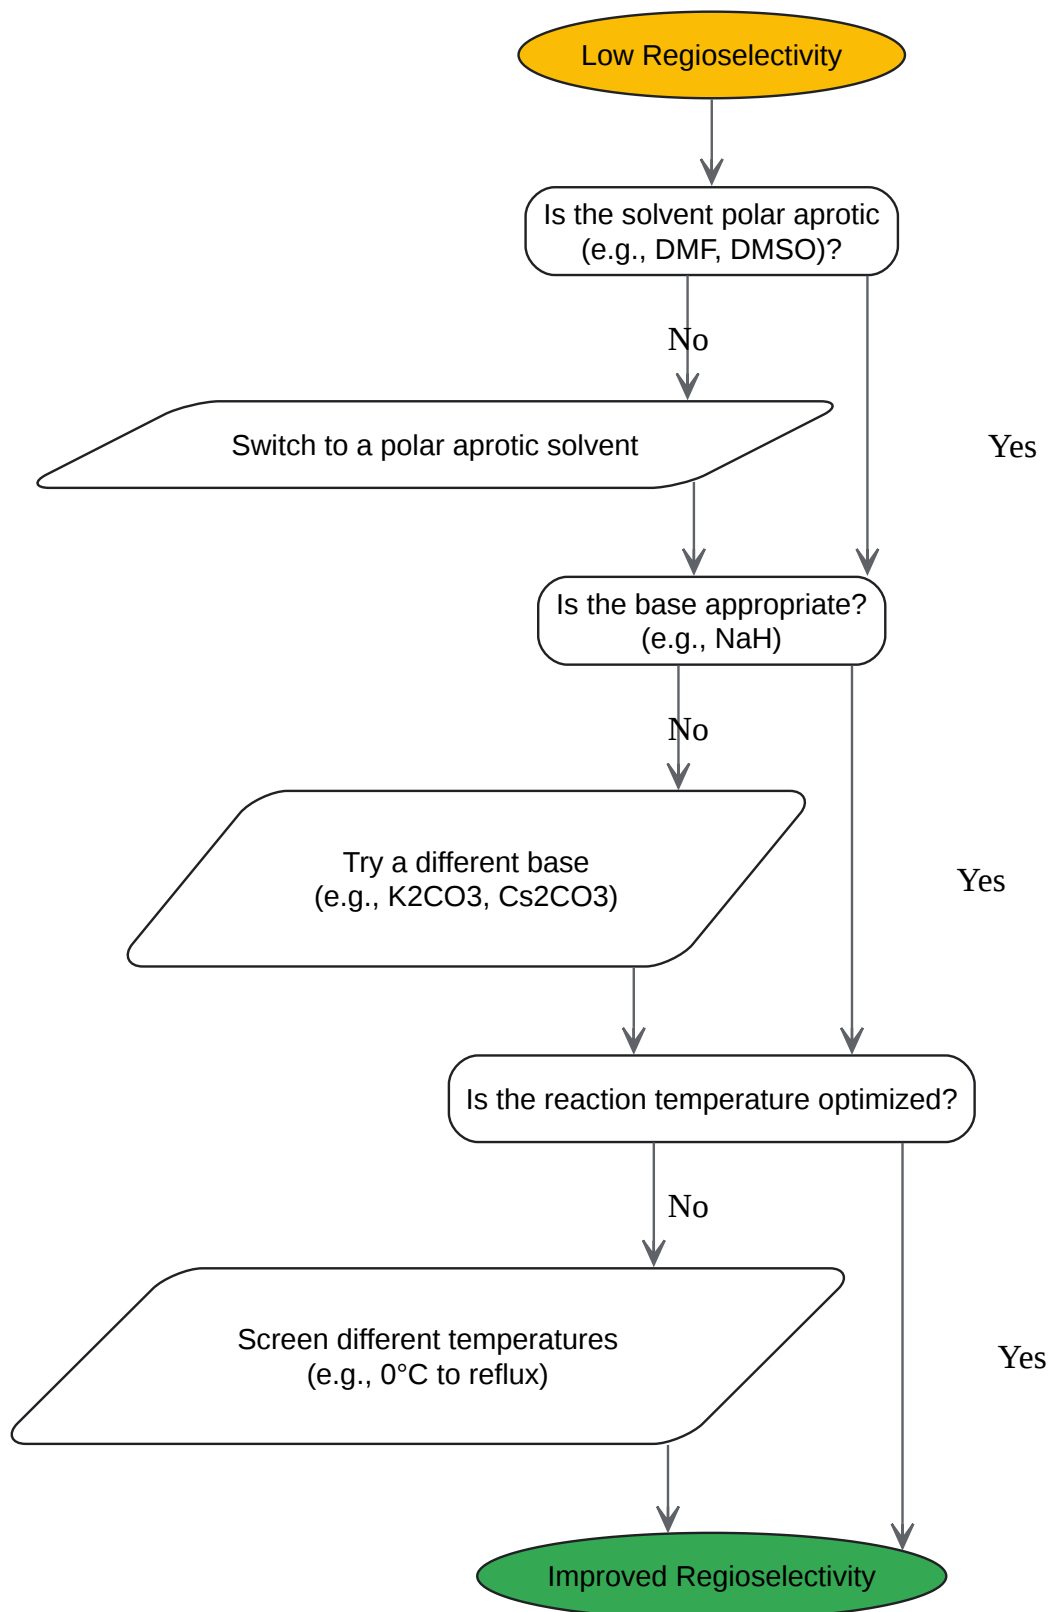 Low Regioselectivity
Is the solvent polar aprotic
(e.g., DMF, DMSO)?
No
Switch to a polar aprotic solvent
Yes
Is the base appropriate?
(e.g., NaH)
No
Try a different base
(e.g., K2CO3, Cs2CO3)
Yes
Is the reaction temperature optimized?
No
Screen different temperatures
(e.g., 0°C to reflux)
Yes
Improved Regioselectivity